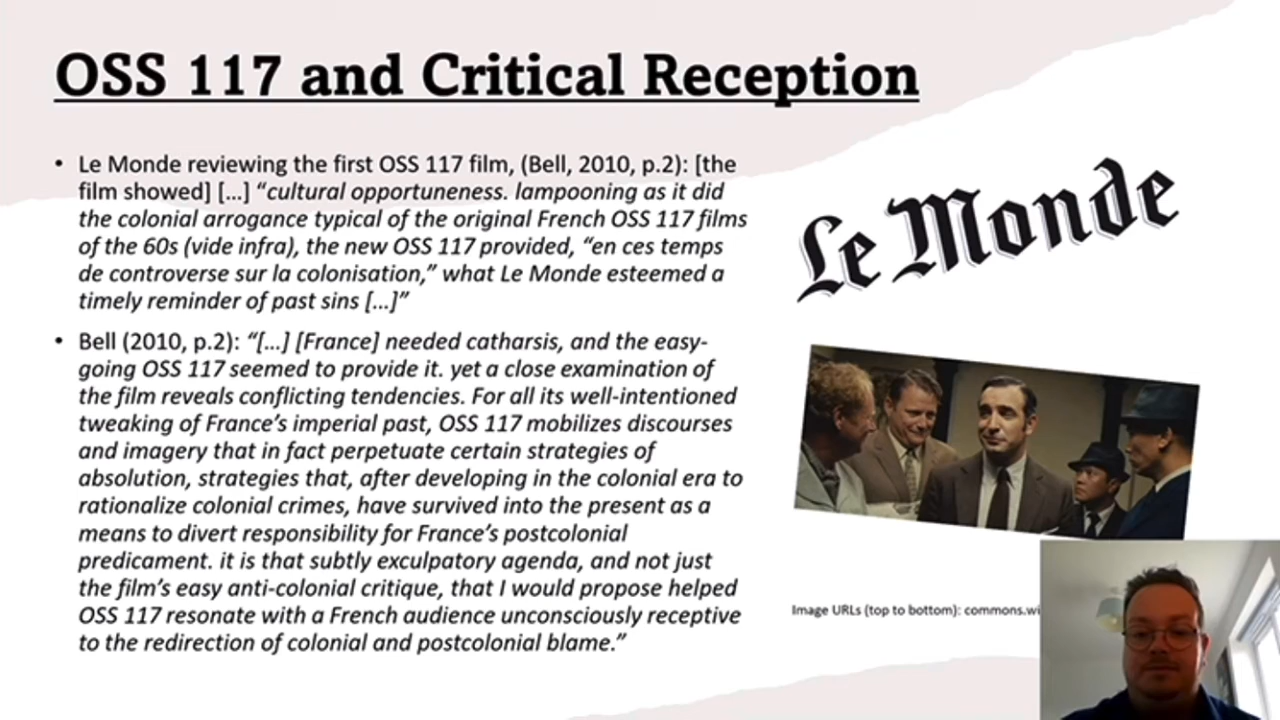 OSS 117 and Critical Reception
• Le Monde reviewing the first OSS 117 film, (Bell, 2010, p.2): [the
film showed] [...] “cultural opportuneness. lampooning as it did
the colonial arrogance typical of the original French OSS 117 films
of the 60s (vide infra), the new OSS 117 provided, “en ces temps
de controverse sur la colonisation,” what Le Monde esteemed a
timely reminder of past sins [...]”
• Bell (2010, p.2): “[...] [France] needed catharsis, and the easy-
going OSS 117 seemed to provide it. yet a close examination of
the film reveals conflicting tendencies. For all its well-intentioned
tweaking of France’s imperial past, OSS 117 mobilizes discourses
and imagery that in fact perpetuate certain strategies of
absolution, strategies that, after developing in the colonial era to
rationalize colonial crimes, have survived into the present as a
means to divert responsibility for France’s postcolonial
predicament. it is that subtly exculpatory agenda, and not just
the film’s easy anti-colonial critique, that I would propose helped
OSS 117 resonate with a French audience unconsciously receptive
to the redirection of colonial and postcolonial blame.”
Le Monde
Image URLs (top to bottom): commons.wi